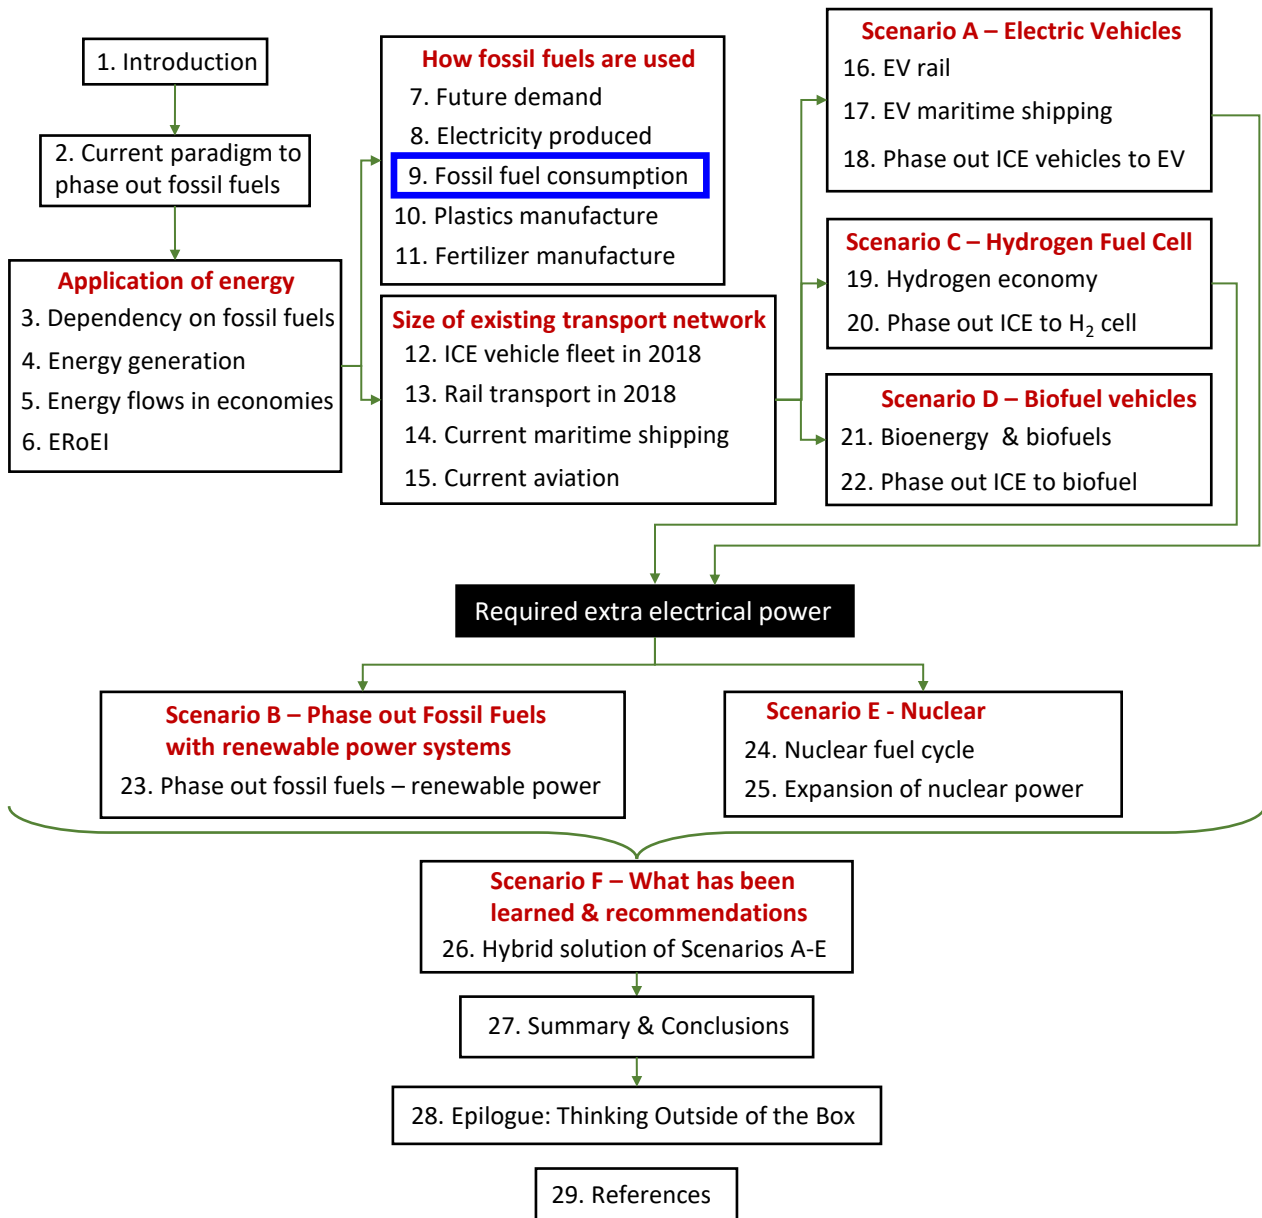 1. Introduction
2. Current paradigm to
phase out fossil fuels
Application of energy
3. Dependency on fossil fuels
4. Energy generation
5. Energy flows in economies
6. ERoEI
How fossil fuels are used
7. Future demand
8. Electricity produced
9. Fossil fuel consumption
10. Plastics manufacture
11. Fertilizer manufacture
Size of existing transport network
12. ICE vehicle fleet in 2018
13. Rail transport in 2018
14. Current maritime shipping
15. Current aviation
Scenario A – Electric Vehicles
16. EV rail
17. EV maritime shipping
18. Phase out ICE vehicles to EV
Scenario C – Hydrogen Fuel Cell
19. Hydrogen economy
20. Phase out ICE to H₂ cell
Scenario D – Biofuel vehicles
21. Bioenergy & biofuels
22. Phase out ICE to biofuel
Required extra electrical power
Scenario B – Phase out Fossil Fuels
with renewable power systems
23. Phase out fossil fuels – renewable power
Scenario E - Nuclear
24. Nuclear fuel cycle
25. Expansion of nuclear power
Scenario F – What has been
learned & recommendations
26. Hybrid solution of Scenarios A-E
27. Summary & Conclusions
28. Epilogue: Thinking Outside of the Box
29. References